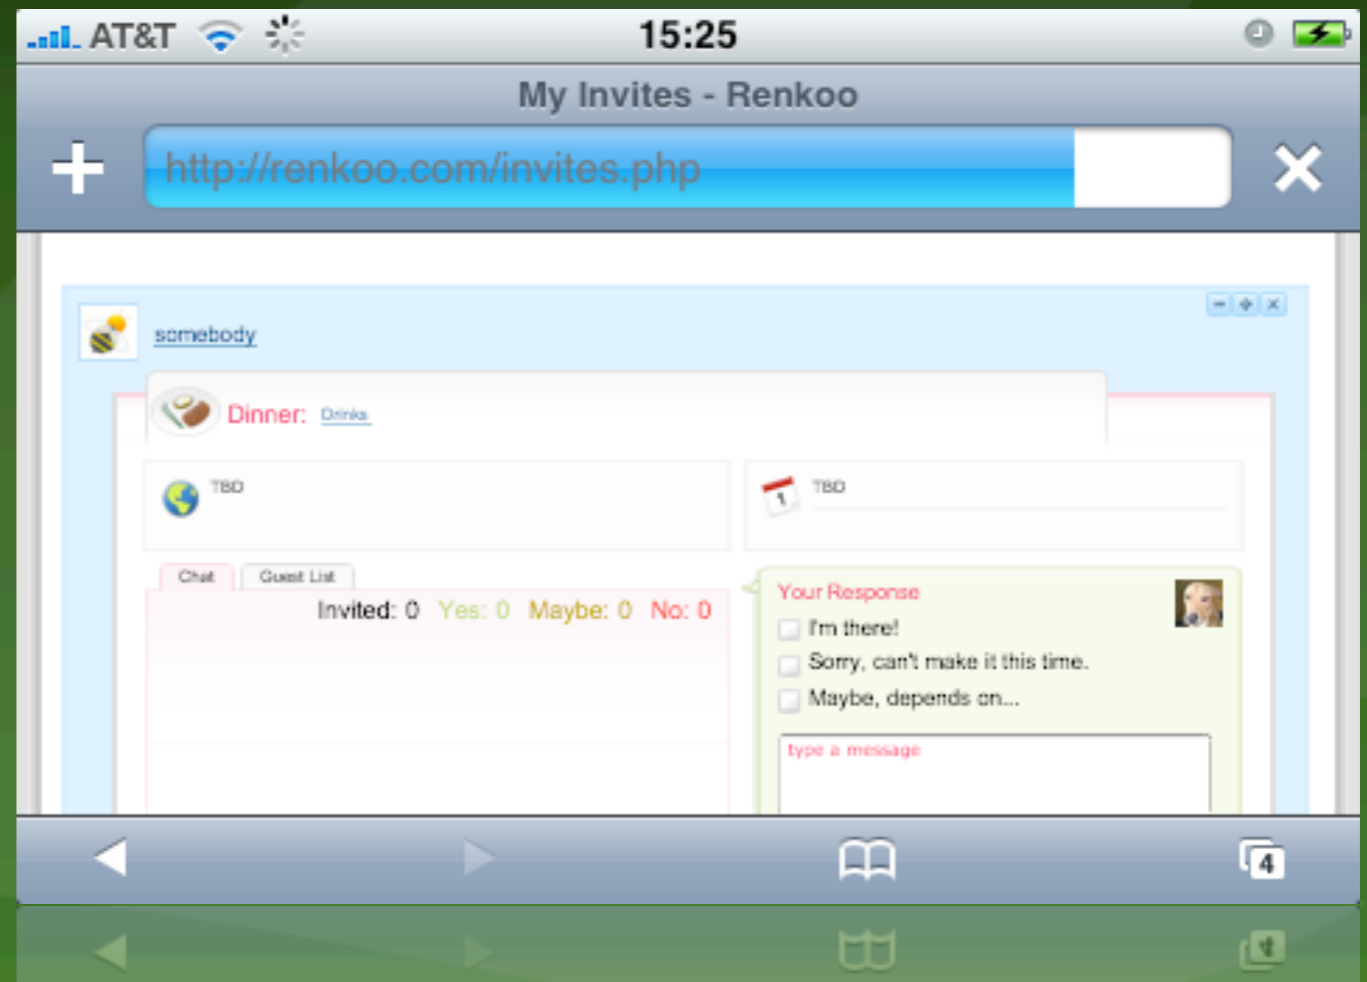 AT&T 15:25
My Invites - Renkoo
http://renkoo.com/invites.php
somebody
Dinner: Drinks
TBD TBD
1
Chat Guest List
Invited: 0 Yes: 0 Maybe: 0 No: 0
Your Response
I'm there!
Sorry, can't make it this time.
Maybe, depends on...
type a message
4